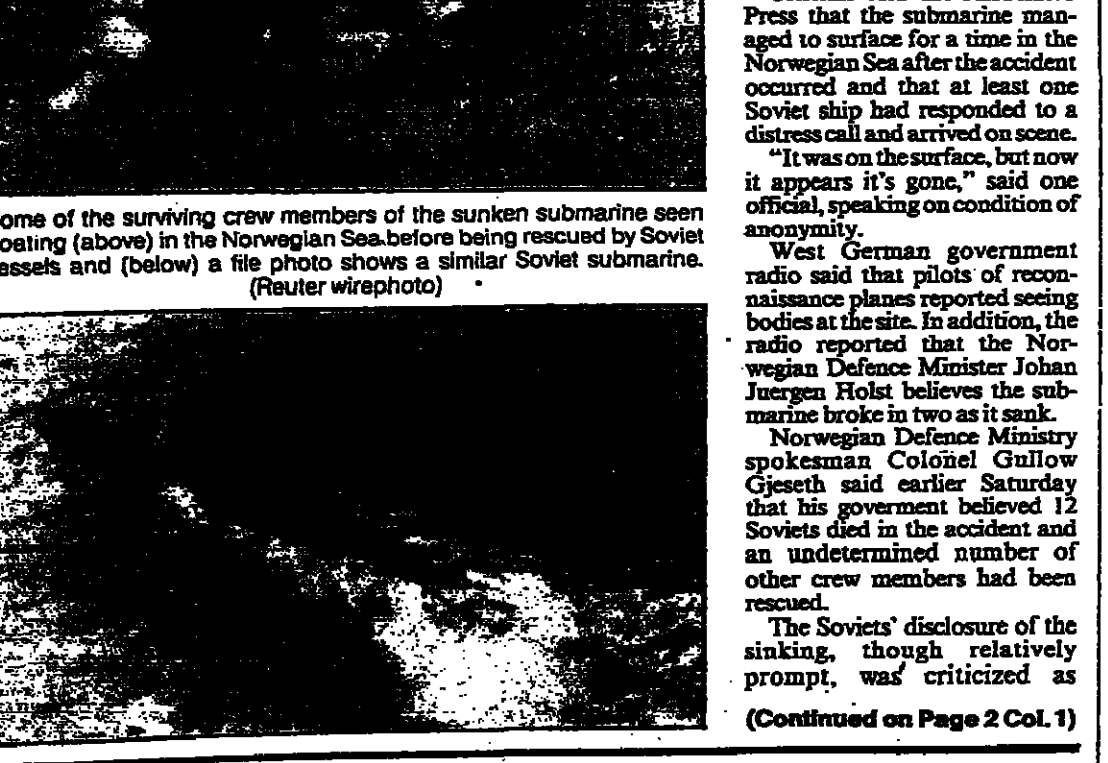 ome of the surviving crew members of the sunken submarine seen
oating (above) in the Norwegian Sea before being rescued by Soviet
essels and (below) a file photo shows a similar Soviet submarine.
(Reuter wirephoto)
Press that the submarine man-
aged to surface for a time in the
Norwegian Sea after the accident
occurred and that at least one
Soviet ship had responded to a
distress call and arrived on scene.
"It was on the surface, but now
it appears it's gone," said one
official, speaking on condition of
anonymity.
West German government
radio said that pilots of recon-
naissance planes reported seeing
bodies at the site. In addition, the
radio reported that the Nor-
wegian Defence Minister Johan
Juergen Holst believes the sub-
marine broke in two as it sank.
Norwegian Defence Ministry
spokesman Colonel Gullow
Gjeseth said earlier Saturday
that his goverment believed 12
Soviets died in the accident and
an undetermined number of
other crew members had been
rescued.
The Soviets' disclosure of the
sinking, though relatively
prompt, was criticized as
(Continued on Page 2 Col. 1)